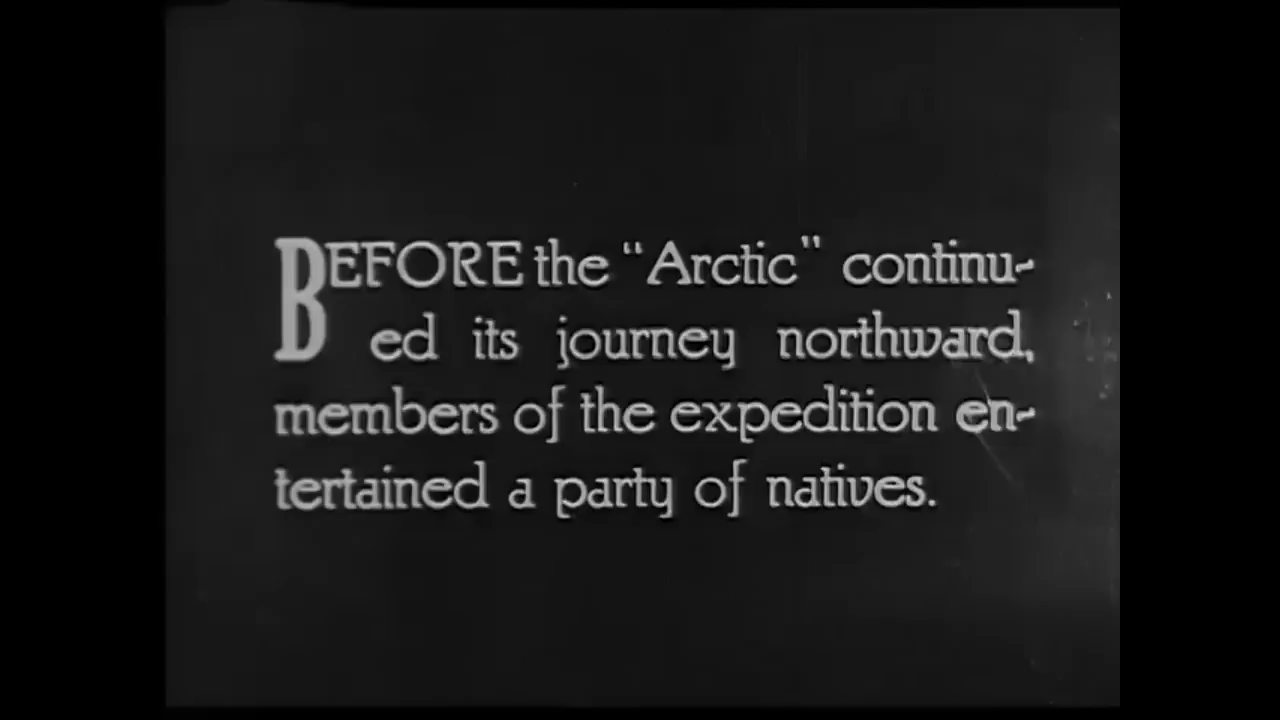 BEFORE the "Arctic" continu-
ed its journey northward,
members of the expedition en-
tertained a party of natives.